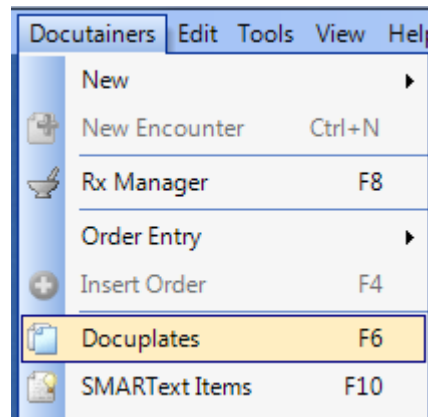 Docutainers Edit Tools View Help
New
New Encounter Ctrl+N
Rx Manager F8
Order Entry
Insert Order F4
Docuplates F6
SMARText Items F10